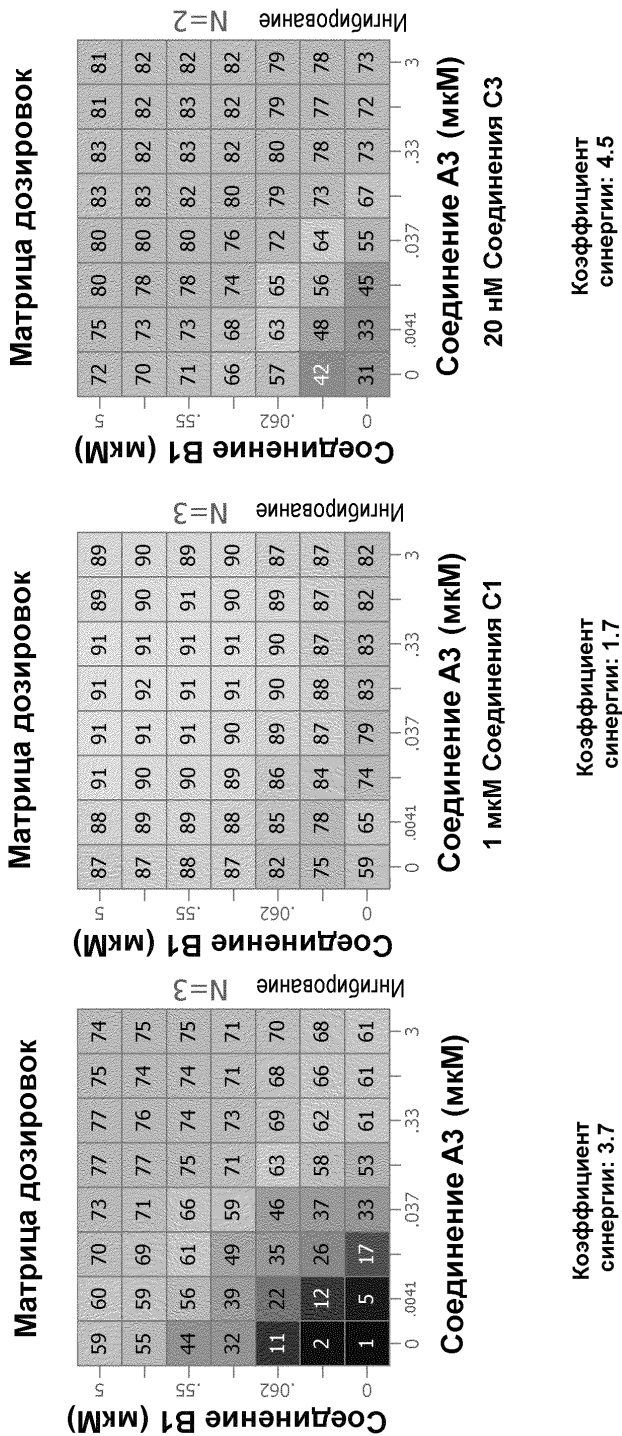 Матрица дозировок
Соединение В1 (мкМ)
5
59 60 70 73 77 77 75 74
55 59 69 71 77 76 74 75
.55
44 56 61 66 75 74 74 75
32 39 49 59 71 73 71 71
.062
11 22 35 46 63 69 68 70
2 12 26 37 58 62 66 68
0
1 5 17 33 53 61 61 61
0 .0041 .037 .33 3
N=3
Ингибирование
Соединение А3 (мкМ)
Коэффициент
синергии: 3.7
Матрица дозировок
Соединение В1 (мкМ)
5
87 88 91 91 91 91 89 89
87 89 90 91 92 91 90 90
.55
88 89 90 91 91 91 91 89
87 88 89 90 91 91 90 90
.062
82 85 86 89 90 90 89 87
75 78 84 87 88 87 87 87
0
59 65 74 79 83 83 82 82
0 .0041 .037 .33 3
N=3
Ингибирование
Соединение А3 (мкМ)
1 мкМ Соединения С1
Коэффициент
синергии: 1.7
Матрица дозировок
Соединение В1 (мкМ)
5
72 75 80 80 83 83 81 81
70 73 78 80 83 82 82 82
.55
71 73 78 80 82 83 83 82
66 68 74 76 80 82 82 82
.062
57 63 65 72 79 80 79 79
42 48 56 64 73 78 77 78
0
31 33 45 55 67 73 72 73
0 .0041 .037 .33 3
N=2
Ингибирование
Соединение А3 (мкМ)
20 нМ Соединения С3
Коэффициент
синергии: 4.5